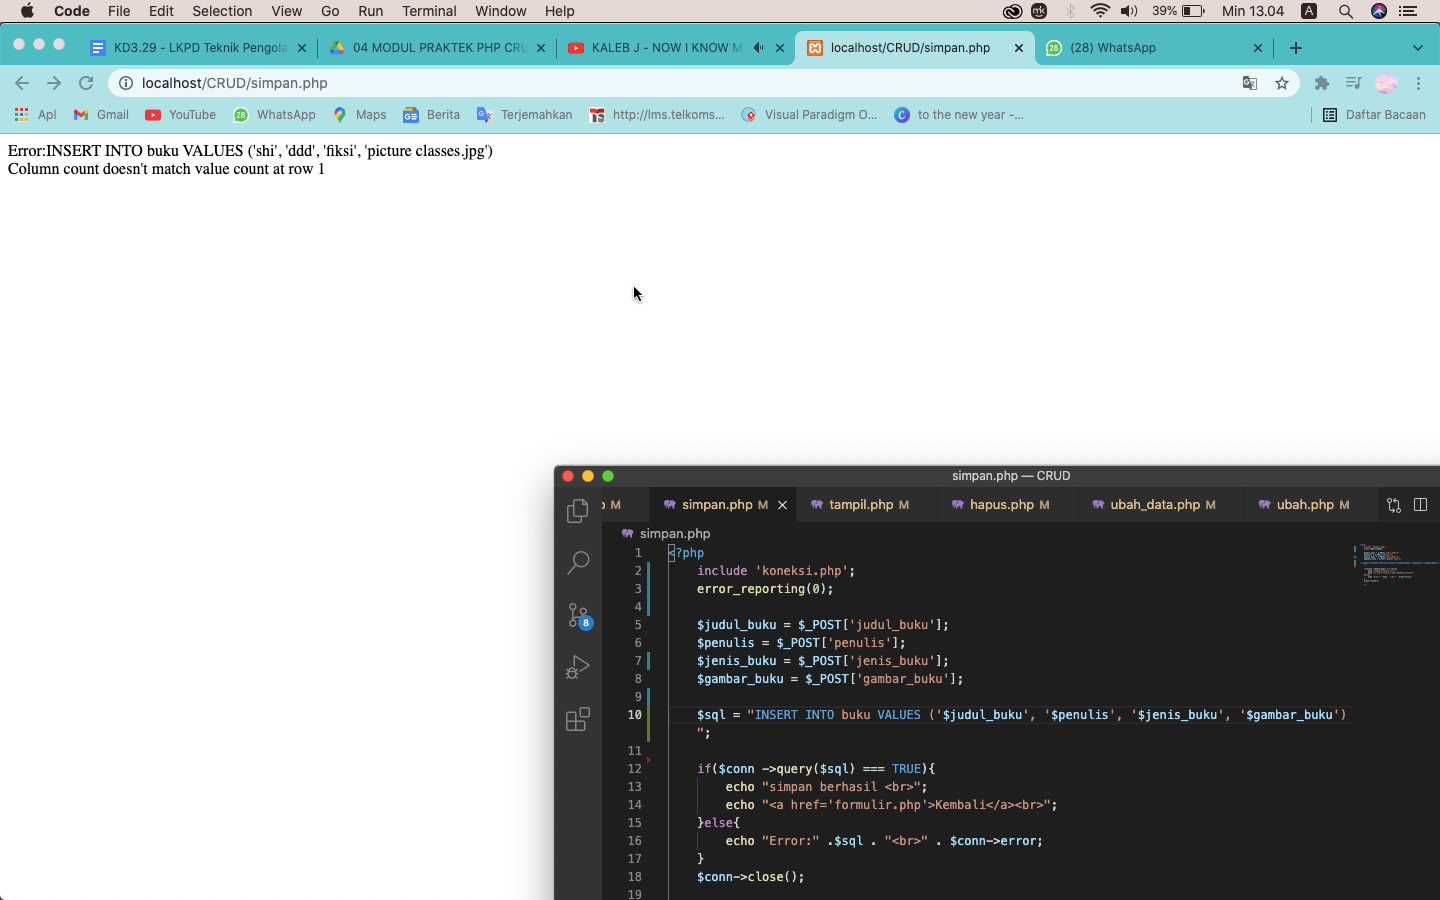 Code File Edit Selection View Go Run Terminal Window Help 39% Min 13.04 A
KD3.29 - LKPD Teknik Pengola 04 MODUL PRAKTEK PHP CRU KALEB J - NOW I KNOW M localhost/CRUD/simpan.php 28 (28) WhatsApp
localhost/CRUD/simpan.php
Apl Gmail YouTube 28 WhatsApp Maps GE Berita Terjemahkan http://lms.telkoms... Visual Paradigm O... C to the new year -... Daftar Bacaan
Error:INSERT INTO buku VALUES ('shi', 'ddd', 'fiksi', 'picture classes.jpg')
Column count doesn't match value count at row 1
simpan.php — CRUD
M simpan.php M tampil.php M hapus.php M ubah_data.php M ubah.php M
simpan.php
1 <?php
2 include 'koneksi.php';
3 error_reporting(0);
4
5 $judul_buku = $_POST['judul_buku'];
6 $penulis = $_POST['penulis'];
7 $jenis_buku = $_POST['jenis_buku'];
8 $gambar_buku = $_POST['gambar_buku'];
9
10 $sql = "INSERT INTO buku VALUES ('$judul_buku', '$penulis', '$jenis_buku', '$gambar_buku')
";
11
12 if($conn ->query($sql) === TRUE){
13 echo "simpan berhasil <br>";
14 echo "<a href='formulir.php'>Kembali</a><br>";
15 }else{
16 echo "Error:" .$sql . "<br>" . $conn->error;
17 }
18 $conn->close();
19
8